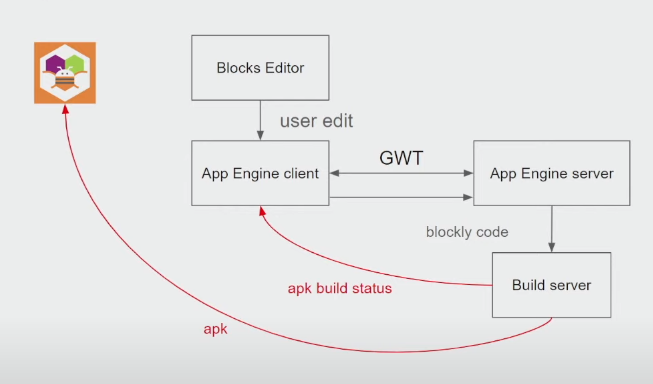 Blocks Editor
user edit
App Engine client
GWT
App Engine server
blockly code
apk build status
Build server
apk